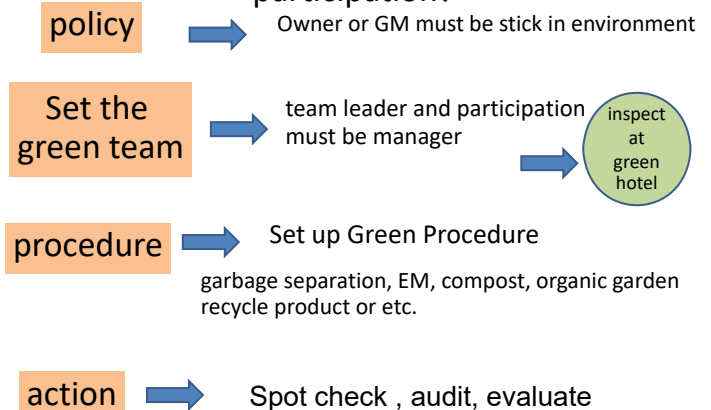 participation?
policy
Owner or GM must be stick in environment
Set the
green team
team leader and participation
must be manager
inspect
at
green
hotel
procedure
Set up Green Procedure
garbage separation, EM, compost, organic garden
recycle product or etc.
action
Spot check , audit, evaluate